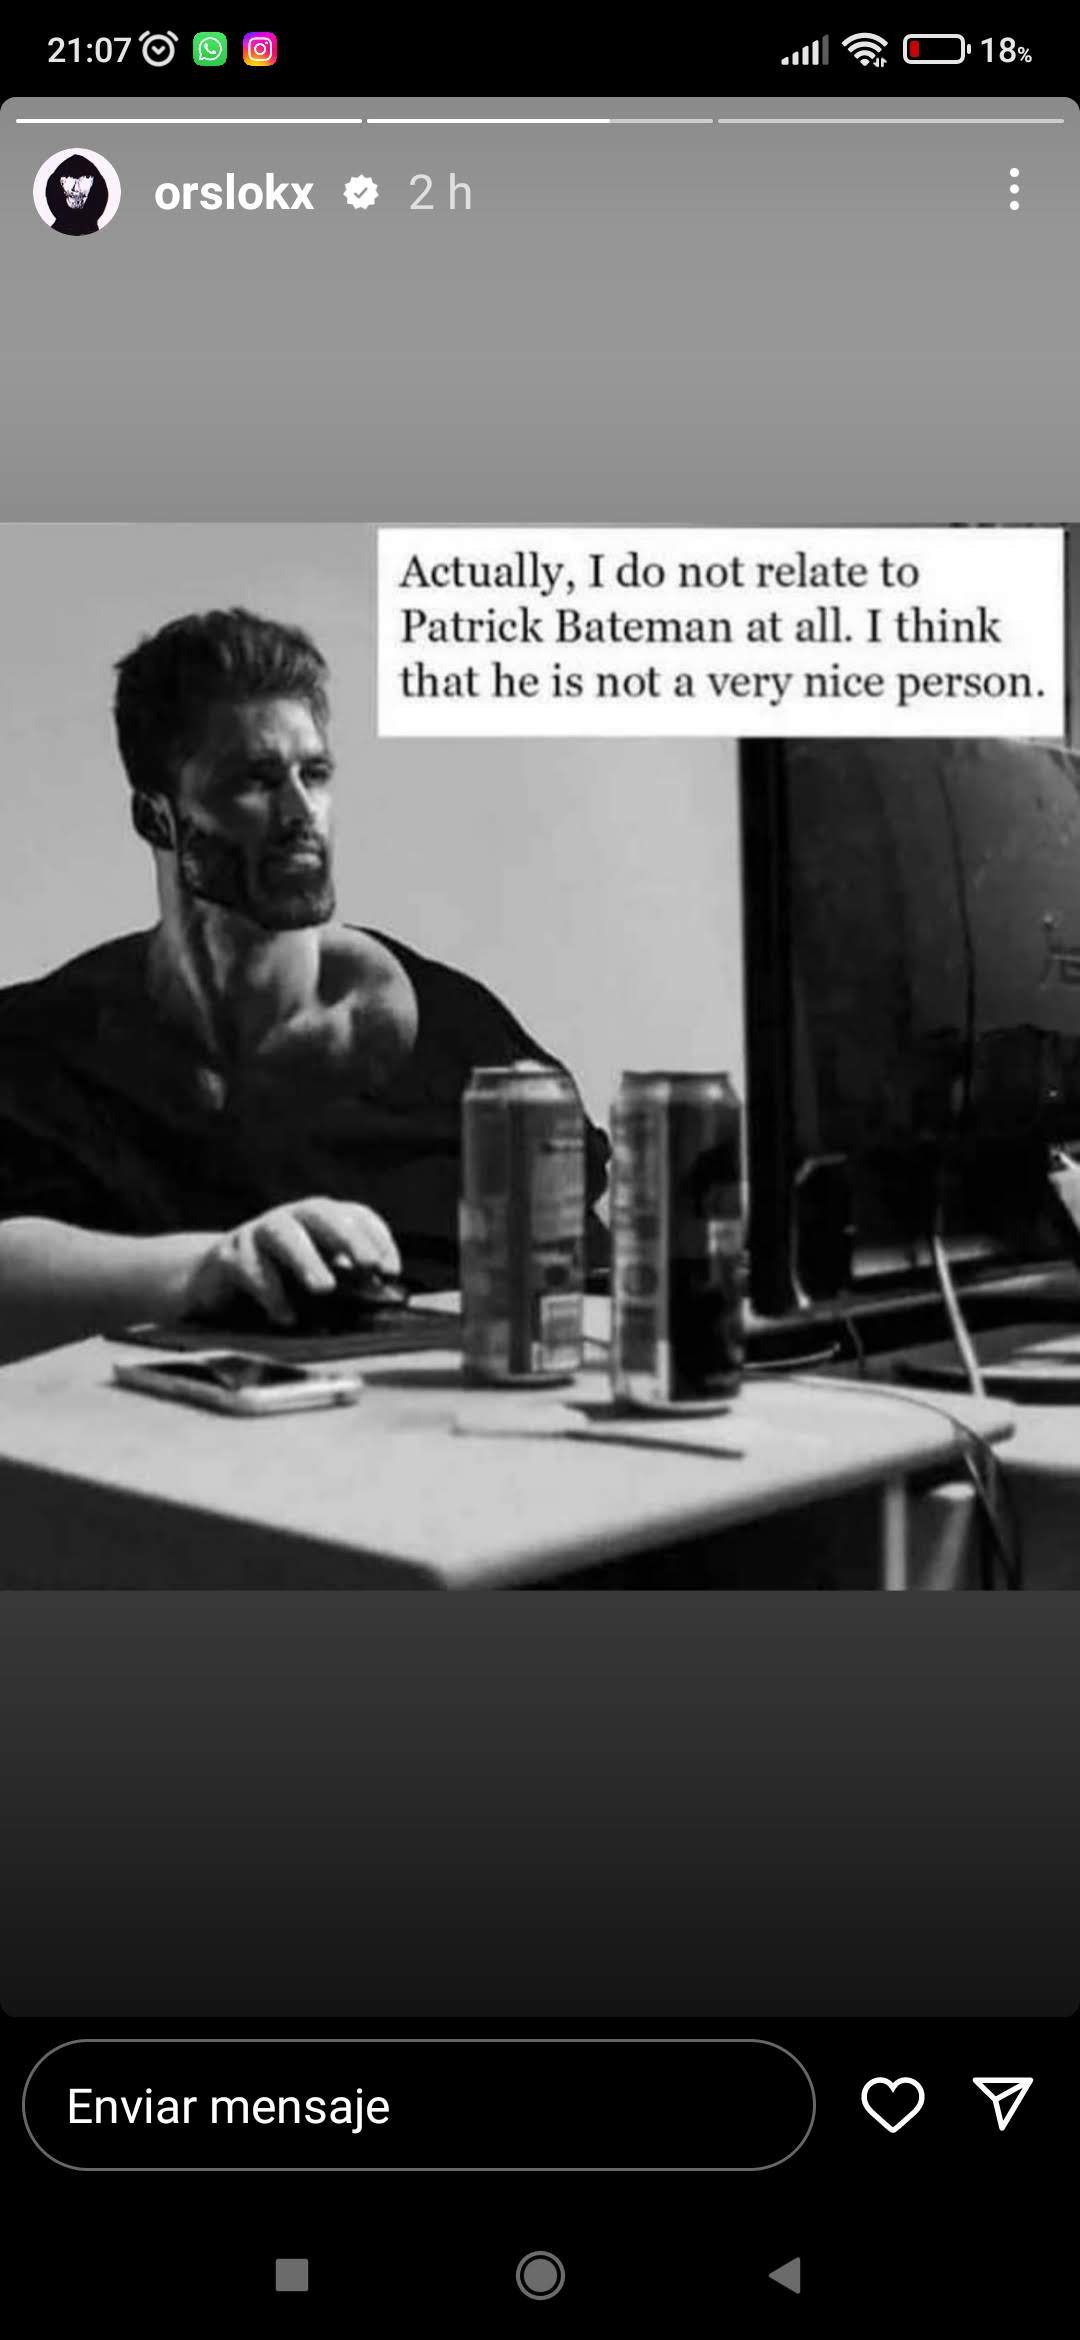 21:07
18%
orslokx 2 h
Actually, I do not relate to
Patrick Bateman at all. I think
that he is not a very nice person.
Enviar mensaje